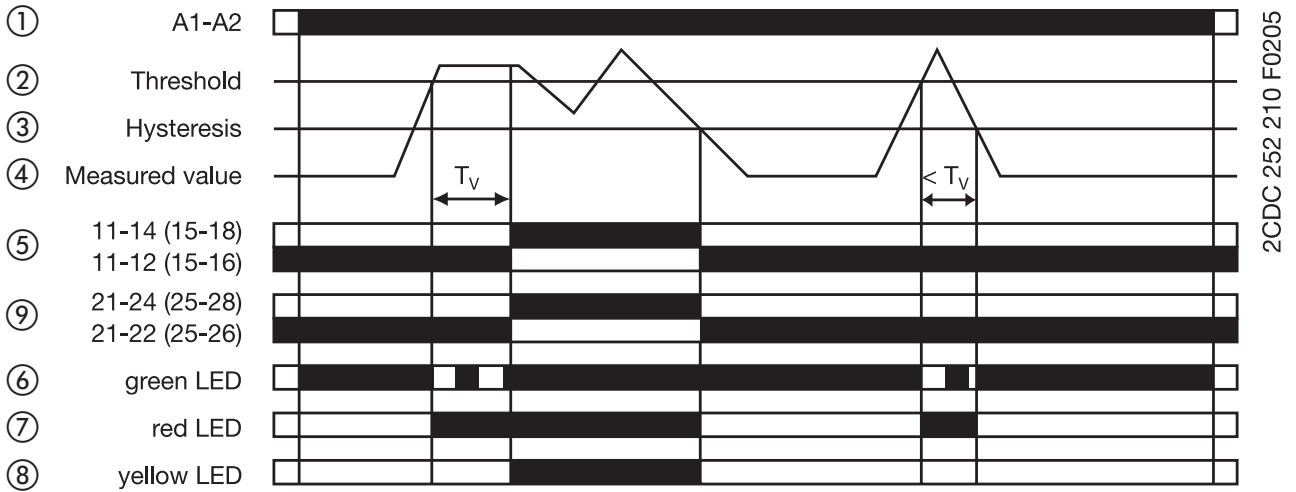 ① A1-A2
② Threshold
③ Hysteresis
④ Measured value
T_V
< T_V
⑤ 11-14 (15-18)
11-12 (15-16)
⑨ 21-24 (25-28)
21-22 (25-26)
⑥ green LED
⑦ red LED
⑧ yellow LED
2CDC 252 210 F0205